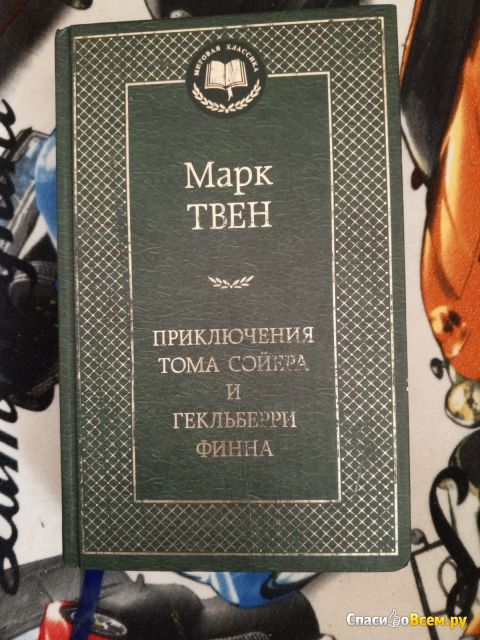 МИРОВАЯ КЛАССИКА
Марк
ТВЕН
ПРИКЛЮЧЕНИЯ
ТОМА СОЙЕРА
И
ГЕКЛЬБЕРРИ
ФИННА
СпасибоВсем.ру